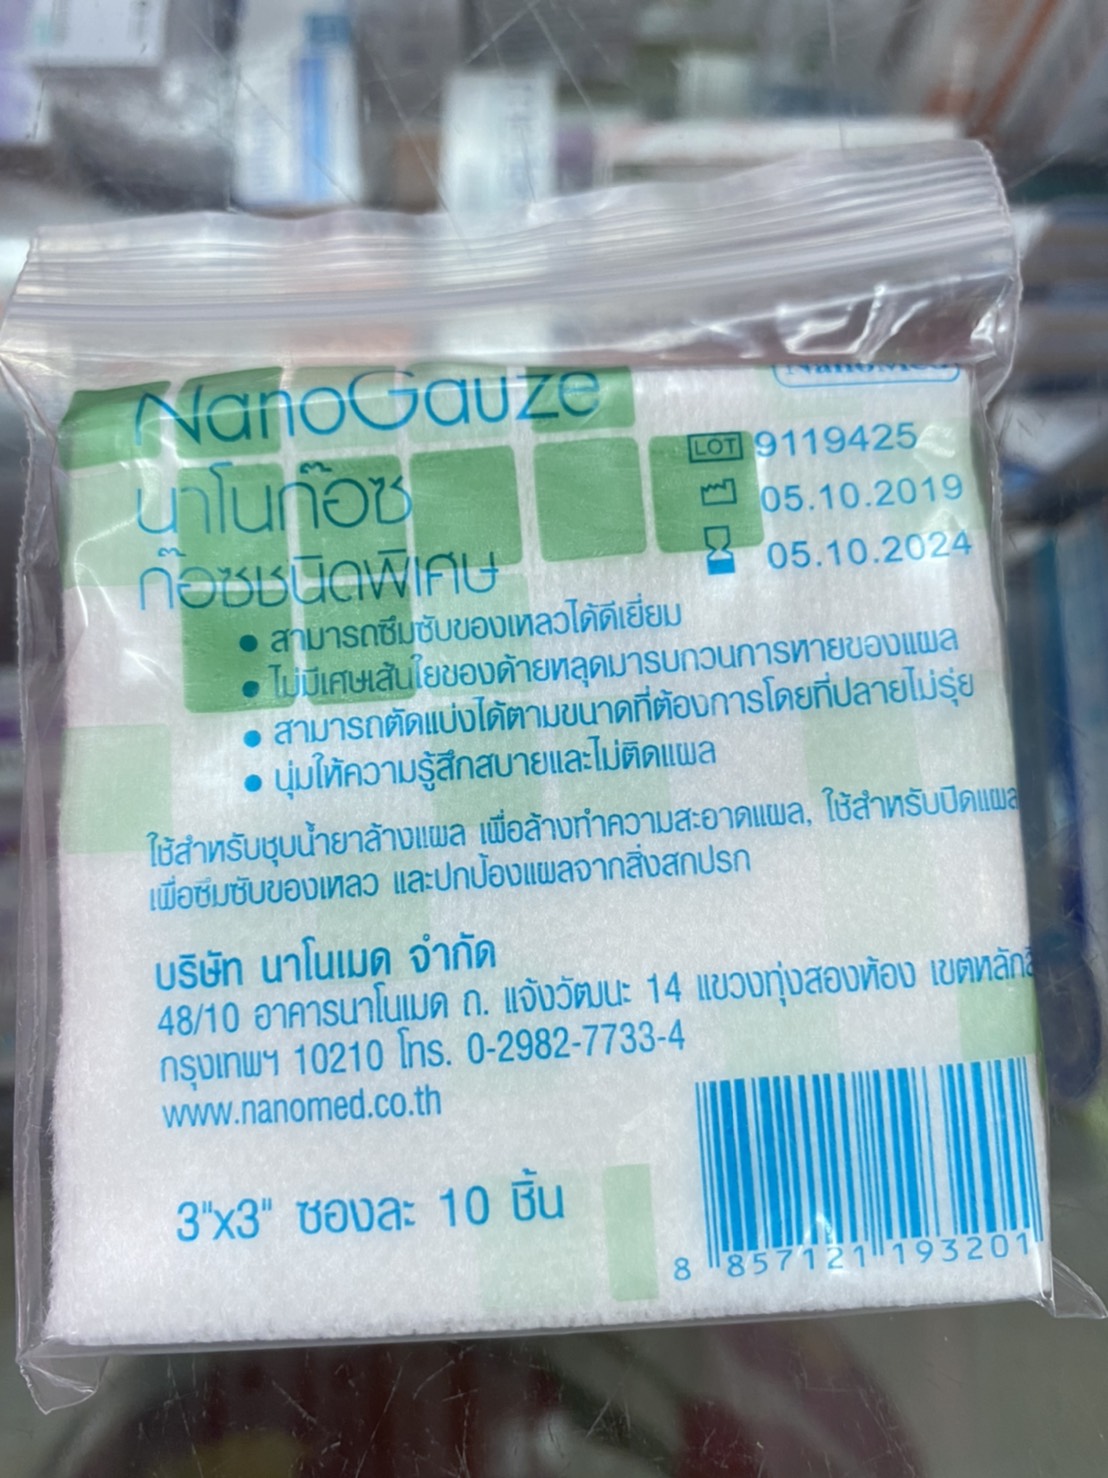 NanoGauze
NanoMed
นาโนก๊อซ
ก๊อซชนิดพิเศษ
LOT 9119425
05.10.2019
05.10.2024
• สามารถซึมซับของเหลวได้ดีเยี่ยม
• ไม่มีเศษเส้นใยของด้ายหลุดมารบกวนการหายของแผล
• สามารถตัดแบ่งได้ตามขนาดที่ต้องการโดยที่ปลายไม่รุ่ย
• นุ่มให้ความรู้สึกสบายและไม่ติดแผล
ใช้สำหรับชุบน้ำยาล้างแผล เพื่อล้างทำความสะอาดแผล, ใช้สำหรับปิดแผล
เพื่อซึมซับของเหลว และปกป้องแผลจากสิ่งสกปรก
บริษัท นาโนเมด จำกัด
48/10 อาคารนาโนเมด ถ. แจ้งวัฒนะ 14 แขวงทุ่งสองห้อง
กรุงเทพฯ 10210 โทร. 0-2982-7733-4
www.nanomed.co.th
3"x3" ซองละ 10 ชิ้น
8 857121 193201